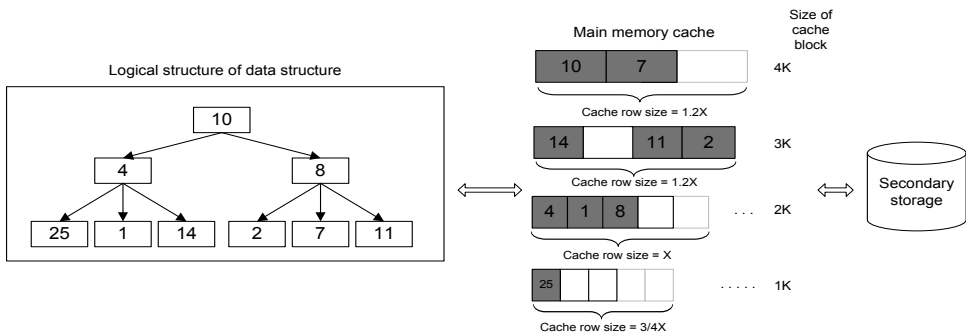 Logical structure of data structure
10
4 8
25 1 14 2 7 11
Main memory cache
Size of
cache
block
10 7
4K
Cache row size = 1.2X
14 11 2
3K
Cache row size = 1.2X
4 1 8 . . . 2K
Cache row size = X
25 . . . . . 1K
Cache row size = 3/4X
Secondary
storage